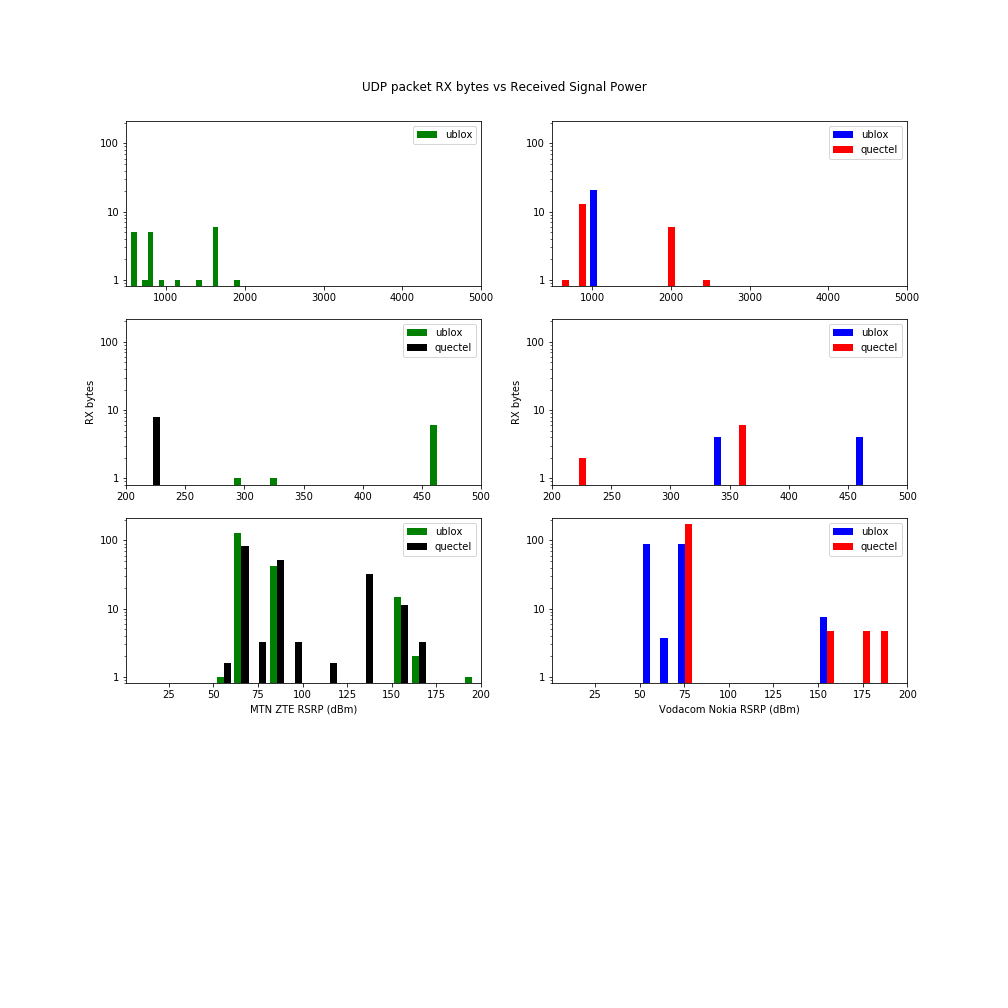 UDP packet RX bytes vs Received Signal Power
100
10
1
1000 2000 3000 4000 5000
ublox
100
10
1
1000 2000 3000 4000 5000
ublox
quectel
RX bytes
100
10
1
200 250 300 350 400 450 500
ublox
quectel
RX bytes
100
10
1
200 250 300 350 400 450 500
ublox
quectel
100
10
1
25 50 75 100 125 150 175 200
MTN ZTE RSRP (dBm)
ublox
quectel
100
10
1
25 50 75 100 125 150 175 200
Vodacom Nokia RSRP (dBm)
ublox
quectel